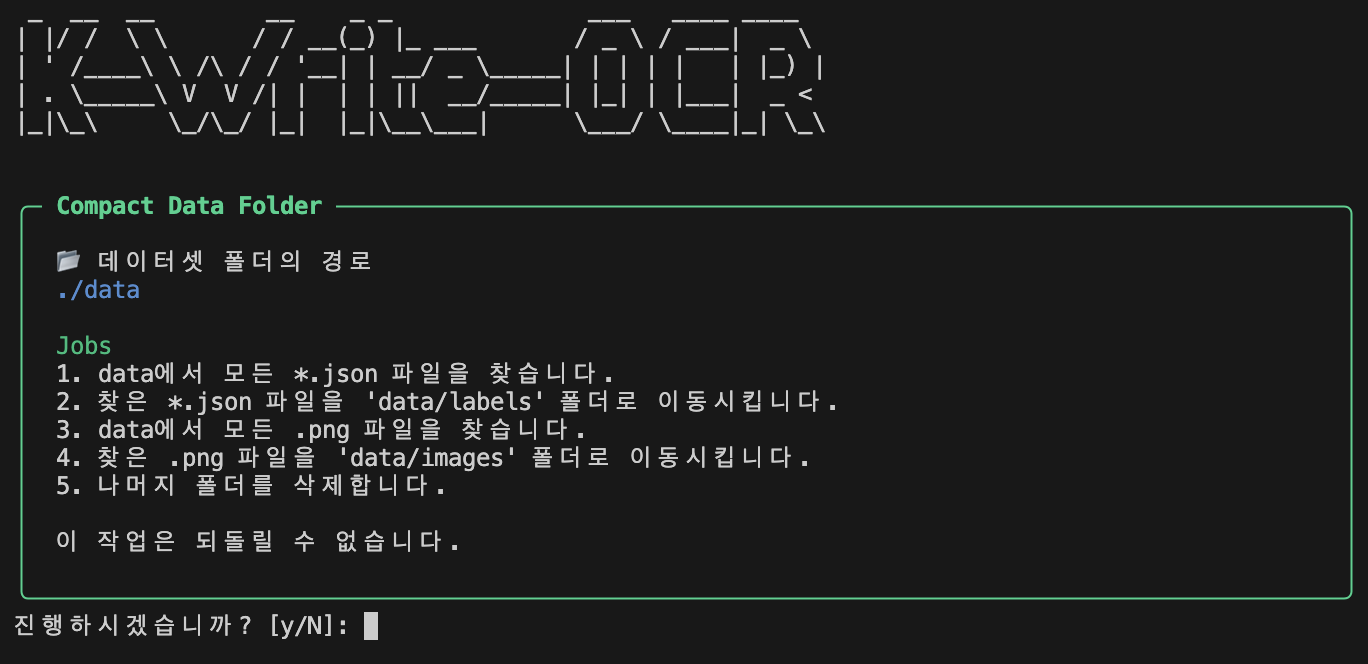 K-Write-OCR
Compact Data Folder
📂 데이터셋 폴더의 경로
./data
Jobs
1. data에서 모든 *.json 파일을 찾습니다.
2. 찾은 *.json 파일을 'data/labels' 폴더로 이동시킵니다.
3. data에서 모든 .png 파일을 찾습니다.
4. 찾은 .png 파일을 'data/images' 폴더로 이동시킵니다.
5. 나머지 폴더를 삭제합니다.
이 작업은 되돌릴 수 없습니다.
진행하시겠습니까? [y/N]: